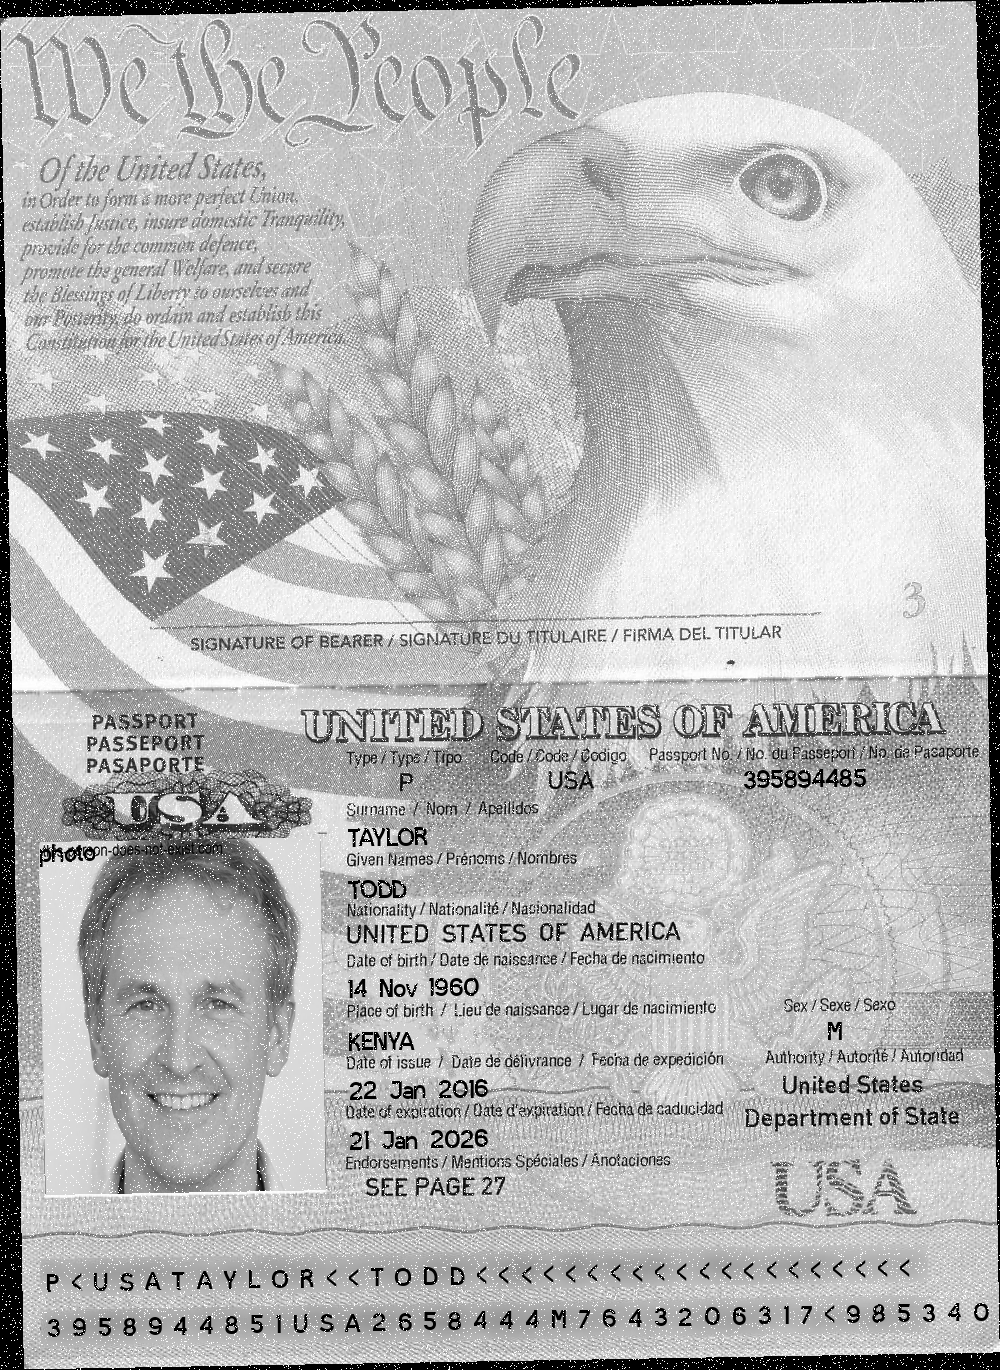 We the People
Of the United States,
in Order to form a more perfect Union,
establish Justice, insure domestic Tranquility,
provide for the common defence,
promote the general Welfare, and secure
the Blessings of Liberty to ourselves and
our Posterity, do ordain and establish this
Constitution for the United States of America.
3
SIGNATURE OF BEARER / SIGNATURE DU TITULAIRE / FIRMA DEL TITULAR
PASSPORT
PASSEPORT
PASAPORTE
USA
UNITED STATES OF AMERICA
Type / Type / Tipo Code / Code / Codigo Passport No. / No. du Passeport / No. de Pasaporte
P USA 395894485
Surname / Nom / Apellidos
TAYLOR
Given Names / Prénoms / Nombres
TODD
Nationality / Nationalité / Nacionalidad
UNITED STATES OF AMERICA
Date of birth / Date de naissance / Fecha de nacimiento
14 Nov 1960
Place of birth / Lieu de naissance / Lugar de nacimiento Sex / Sexe / Sexo
KENYA M
Date of issue / Date de délivrance / Fecha de expedición Authority / Autorité / Autoridad
22 Jan 2016 United States
Date of expiration / Date d'expiration / Fecha de caducidad Department of State
21 Jan 2026
Endorsements / Mentions Spéciales / Anotaciones
SEE PAGE 27
USA
photo
-does-not-exist.com
P<USATAYLOR<<TODD<<<<<<<<<<<<<<<<<<<<
3958944851USA2658444M7643206317<985340